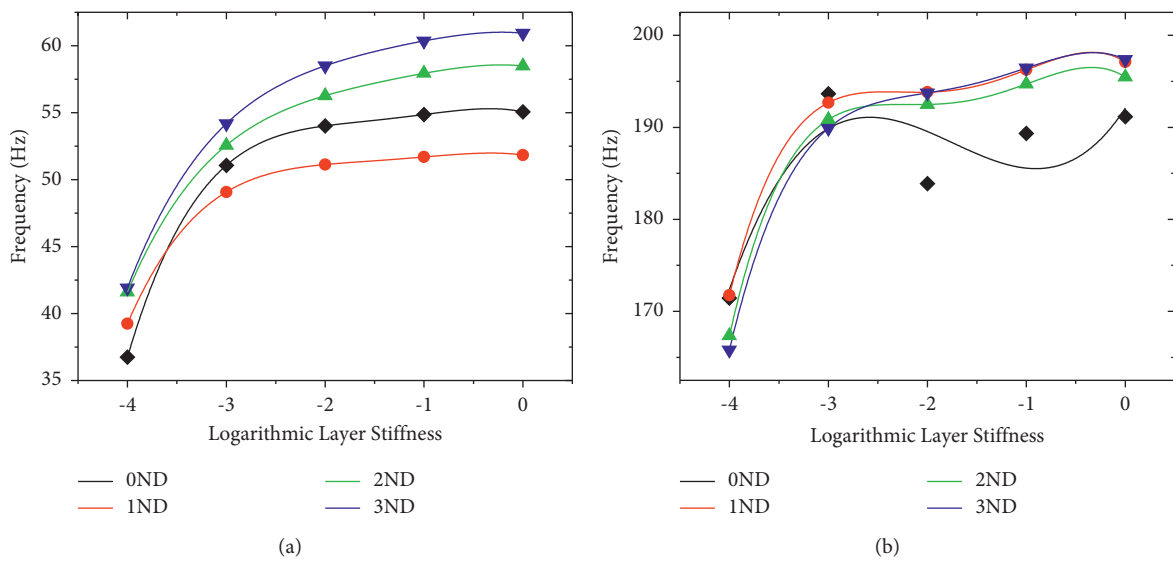 60
55
50
45
40
35
Frequency (Hz)
-4 -3 -2 -1 0
Logarithmic Layer Stiffness
0ND 2ND
1ND 3ND
(a)
200
190
180
170
Frequency (Hz)
-4 -3 -2 -1 0
Logarithmic Layer Stiffness
0ND 2ND
1ND 3ND
(b)